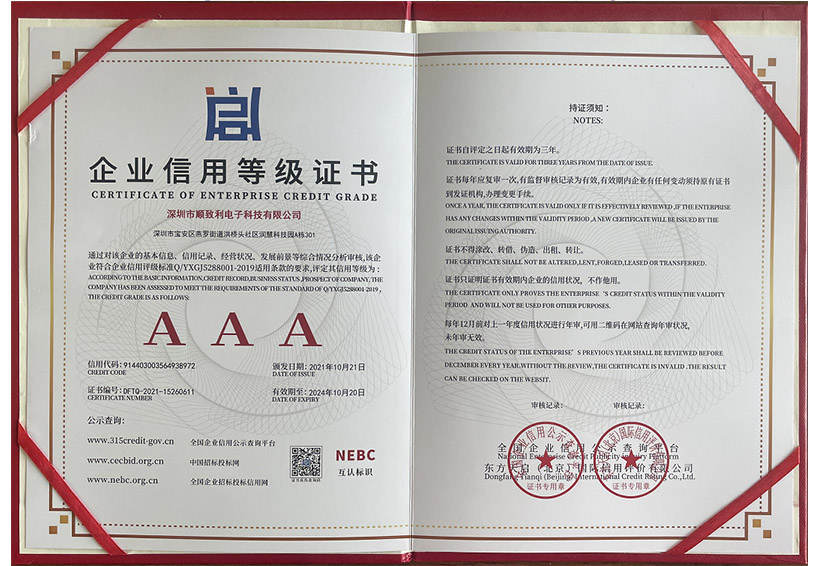 企业信用等级证书
CERTIFICATE OF ENTERPRISE CREDIT GRADE
深圳市顺致利电子科技有限公司
深圳市宝安区燕罗街道洪桥头社区润慧科技园A栋301
通过对该企业的基本信息、信用记录、经营状况、发展前景等综合情况分析审核,该企
业符合企业信用评级标准Q/YXGJ5288001-2019适用条款的要求,评定其信用等级为：
ACCORDING TO THE BASIC INFORMATION,CREDIT RECORD,BUSINESS STATUS ,PROSPECT OF COMPANY, THE
COMPANY HAS BEEN ASSESSED TO MEET THE REQUIREMENTS OF THE STANDARD OF Q/YXGJ5288001-2019 ,
THE CREDIT GRADE IS AS FOLLOWS:
A A A
信用代码: 914403003564938972
CREDIT CODE
颁发日期: 2021年10月21日
DATE OF ISSUE
证书编号: DFTQ-2021-15260611
CERTIFICATE NUMBER
有效期至: 2024年10月20日
DATE OF EXPIRY
公示查询:
www.315credit-gov.cn 全国企业信用公示查询平台
www.cecbid.org.cn 中国招标投标网
www.nebc.org.cn 全国企业招标投标信用网
NEBC
互认标识
持证须知：
NOTES:
证书自评定之日起有效期为三年。
THE CERTIFICATE IS VALID FOR THREE YEARS FROM THE DATE OF ISSUE.
证书每年应复审一次,有监督审核记录为有效,有效期内企业有任何变动须持原有证书
到发证机构,办理变更手续。
ONCE A YEAR, THE CERTIFICATE IS VALID ONLY IF IT IS EFFECTIVELY REVIEWED ,IF THE ENTERPRISE
HAS ANY CHANGES WITHIN THE VALIDITY PERIOD ,A NEW CERTIFICATE WILL BE ISSUED BY THE
ORIGINAL ISSUING AUTHORITY.
证书不得涂改、转借、伪造、出租、转让。
THE CERTIFICATE SHALL NOT BE ALTERED,LENT,FORGED,LEASED OR TRANSFERRED.
证书只证明证书有效期内企业的信用状况，不作他用。
THE CERTIFICATE ONLY PROVES THE ENTERPRISE 'S CREDIT STATUS WITHIN THE VALIDITY
PERIOD AND WILL NOT BE USED FOR OTHER PURPOSES.
每年12月前对上一年度信用状况进行年审,可用二维码在网站查询年审状况,
未年审无效。
THE CREDIT STATUS OF THE ENTERPRISE'S PREVIOUS YEAR SHALL BE REVIEWED BEFORE
DECEMBER EVERY YEAR.WITHOUT THE REVIEW,THE CERTIFICATE IS INVALID .THE RESULT
CAN BE CHECKED ON THE WEBSIT.
审核记录: 审核记录:
全国企业信用公示查询平台
National Enterprise Credit Publicity Query Platform
东方天启（北京）国际信用评价有限公司
Dongfang Tianqi (Beijing) International Credit Rating Co.,Ltd.
证书专用章 证书专用章